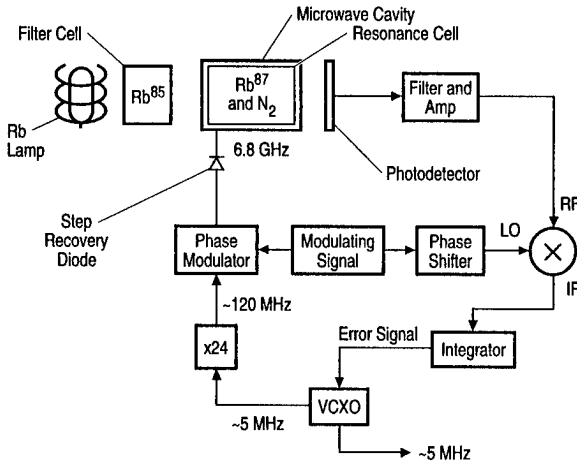 Microwave Cavity
Filter Cell
Resonance Cell
Rb85
Rb87
and N2
Filter and
Amp
Rb
Lamp
6.8 GHz
Photodetector
Step
Recovery
Diode
RF
Phase
Modulator
Modulating
Signal
Phase
Shifter
LO
×
IF
~120 MHz
x24
Error Signal
Integrator
VCXO
~5 MHz
~5 MHz